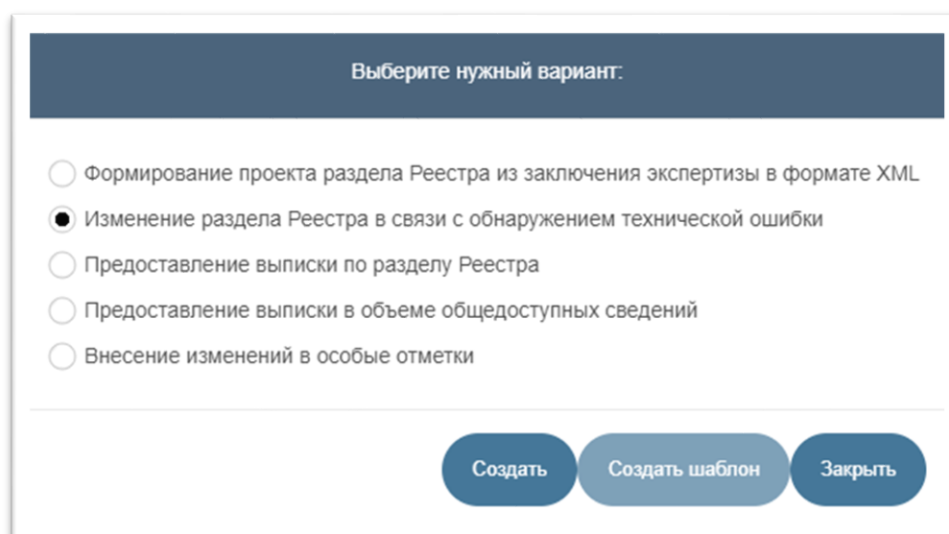 Выберите нужный вариант:
Формирование проекта раздела Реестра из заключения экспертизы в формате XML
Изменение раздела Реестра в связи с обнаружением технической ошибки
Предоставление выписки по разделу Реестра
Предоставление выписки в объеме общедоступных сведений
Внесение изменений в особые отметки
Создать Создать шаблон Закрыть